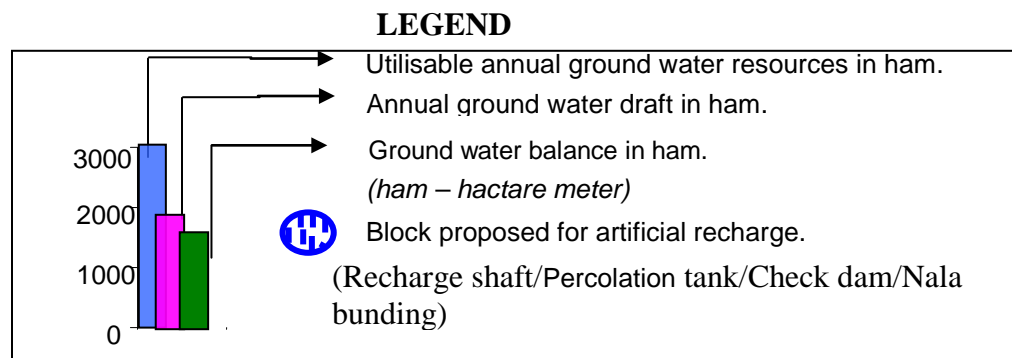 LEGEND
Utilisable annual ground water resources in ham.
Annual ground water draft in ham.
3000
Ground water balance in ham.
(ham – hactare meter)
2000
Block proposed for artificial recharge.
1000
(Recharge shaft/Percolation tank/Check dam/Nala
bunding)
0